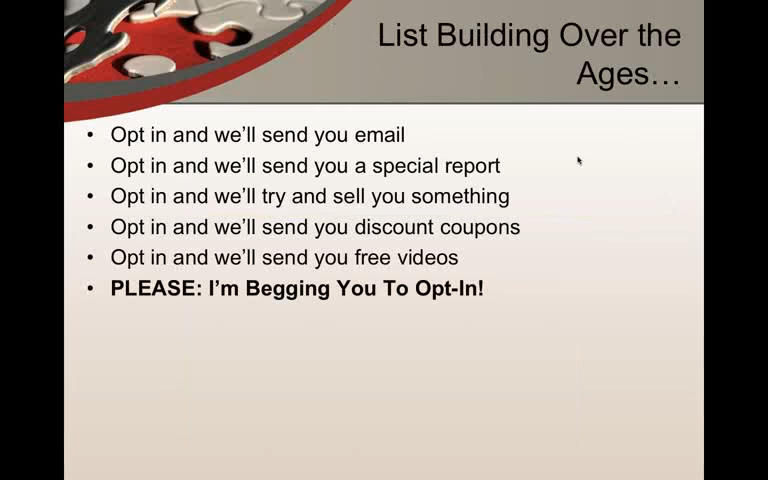 List Building Over the
Ages…
• Opt in and we’ll send you email
• Opt in and we’ll send you a special report
• Opt in and we’ll try and sell you something
• Opt in and we’ll send you discount coupons
• Opt in and we’ll send you free videos
• PLEASE: I’m Begging You To Opt-In!